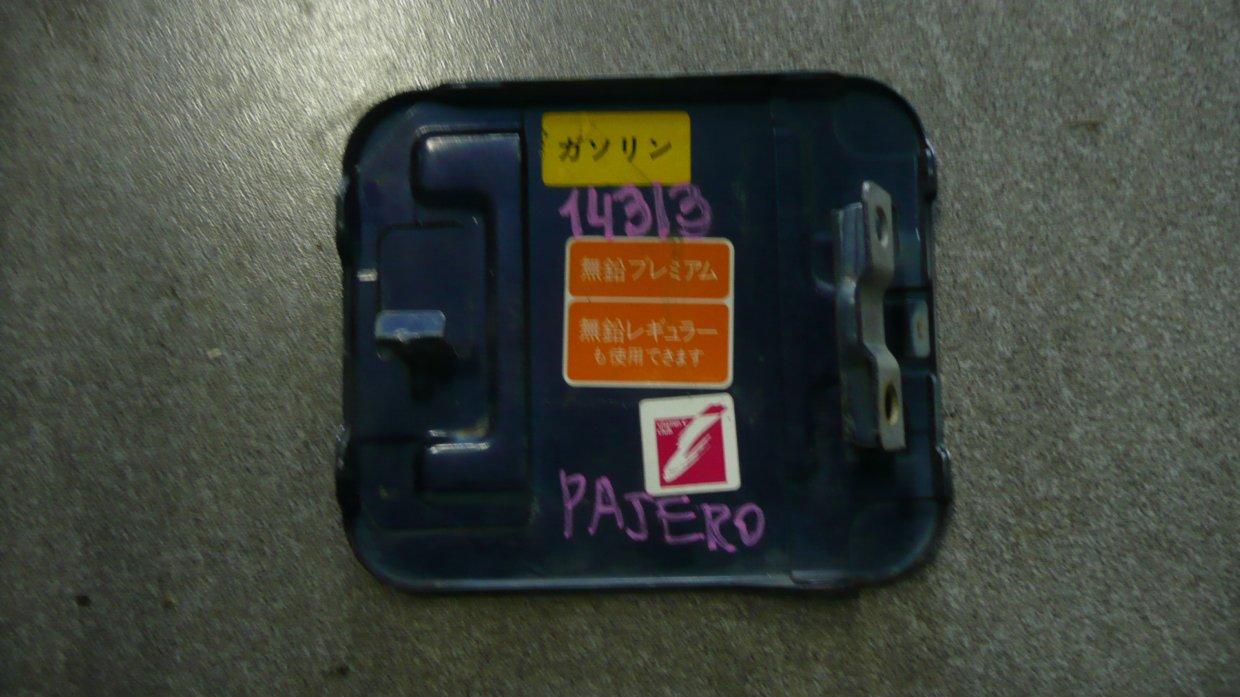 ガソリン
14313
無鉛プレミアム
無鉛レギュラー
も使用できます
PAJERO